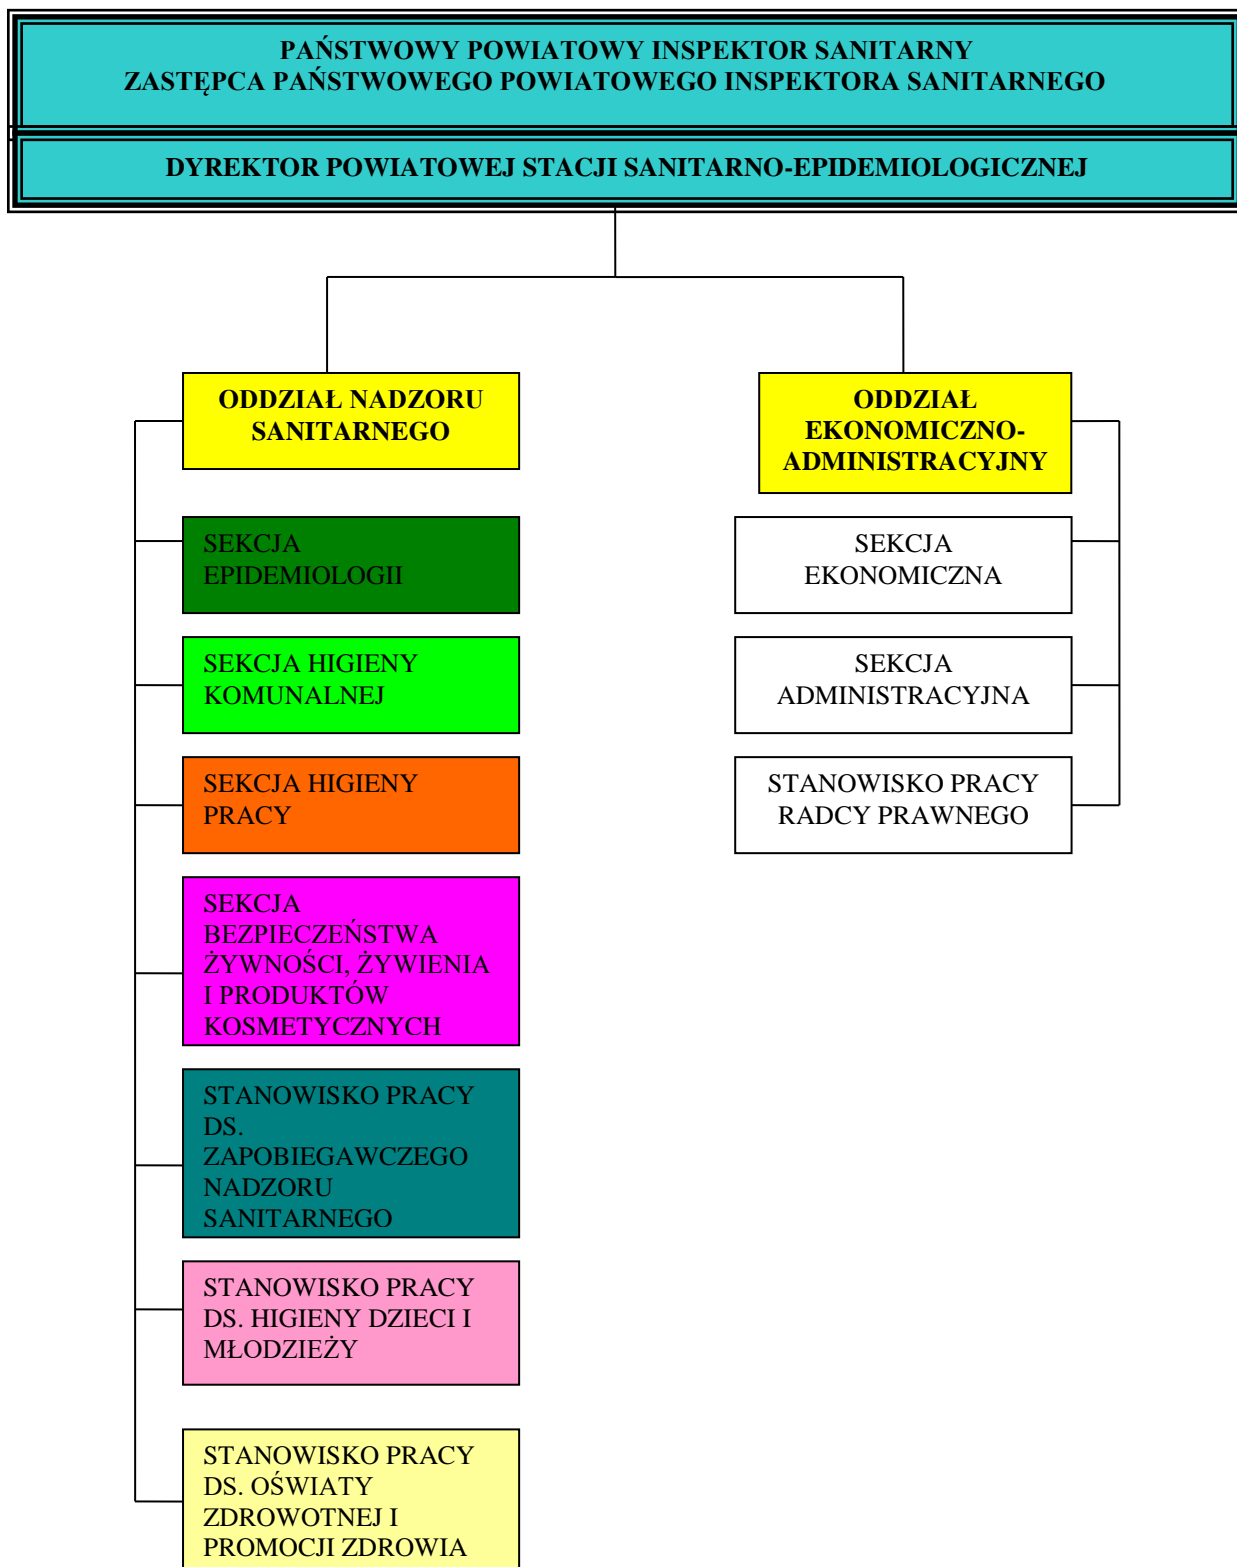 PAŃSTWOWY POWIATOWY INSPEKTOR SANITARNY
ZASTĘPCA PAŃSTWOWEGO POWIATOWEGO INSPEKTORA SANITARNEGO
DYREKTOR POWIATOWEJ STACJI SANITARNO-EPIDEMIOLOGICZNEJ
ODDZIAŁ NADZORU
SANITARNEGO
SEKCJA
EPIDEMIOLOGII
SEKCJA HIGIENY
KOMUNALNEJ
SEKCJA HIGIENY
PRACY
SEKCJA
BEZPIECZEŃSTWA
ŻYWNOŚCI, ŻYWIENIA
I PRODUKTÓW
KOSMETYCZNYCH
STANOWISKO PRACY
DS.
ZAPOBIEGAWCZEGO
NADZORU
SANITARNEGO
STANOWISKO PRACY
DS. HIGIENY DZIECI I
MŁODZIEŻY
STANOWISKO PRACY
DS. OŚWIATY
ZDROWOTNEJ I
PROMOCJI ZDROWIA
ODDZIAŁ
EKONOMICZNO-
ADMINISTRACYJNY
SEKCJA
EKONOMICZNA
SEKCJA
ADMINISTRACYJNA
STANOWISKO PRACY
RADCY PRAWNEGO